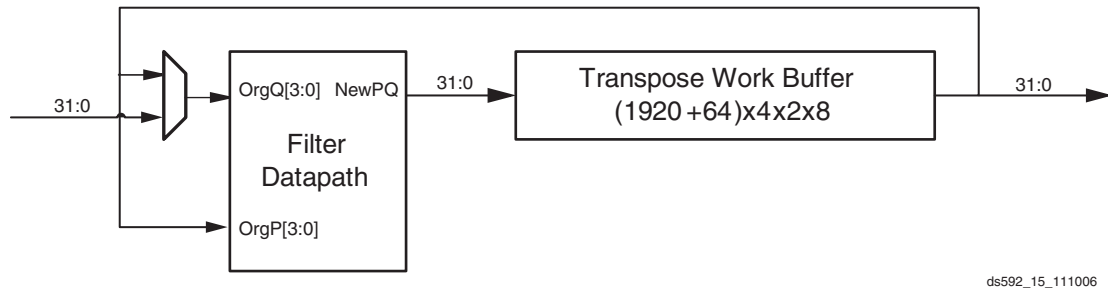 31:0
OrgQ[3:0] NewPQ
31:0
Transpose Work Buffer
(1920+64)x4x2x8
31:0
Filter
Datapath
OrgP[3:0]
ds592_15_111006